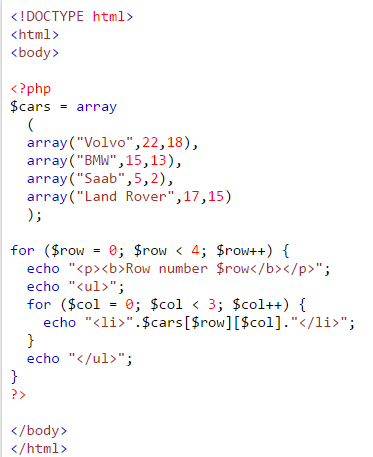 <!DOCTYPE html>
<html>
<body>
<?php
$cars = array
(
array("Volvo",22,18),
array("BMW",15,13),
array("Saab",5,2),
array("Land Rover",17,15)
);
for ($row = 0; $row < 4; $row++) {
echo "<p><b>Row number $row</b></p>";
echo "<ul>";
for ($col = 0; $col < 3; $col++) {
echo "<li>".$cars[$row][$col]."</li>";
}
echo "</ul>";
}
?>
</body>
</html>